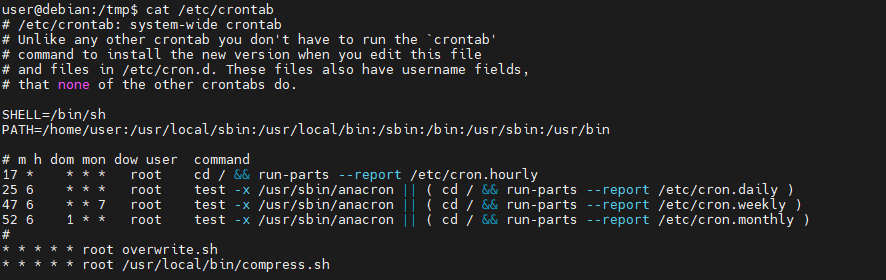 user@debian:/tmp$ cat /etc/crontab
# /etc/crontab: system-wide crontab
# Unlike any other crontab you don't have to run the `crontab'
# command to install the new version when you edit this file
# and files in /etc/cron.d. These files also have username fields,
# that none of the other crontabs do.

SHELL=/bin/sh
PATH=/home/user:/usr/local/sbin:/usr/local/bin:/sbin:/bin:/usr/sbin:/usr/bin

# m h dom mon dow user  command
17 *    * * *   root    cd / && run-parts --report /etc/cron.hourly
25 6    * * *   root    test -x /usr/sbin/anacron || ( cd / && run-parts --report /etc/cron.daily )
47 6    * * 7   root    test -x /usr/sbin/anacron || ( cd / && run-parts --report /etc/cron.weekly )
52 6    1 * *   root    test -x /usr/sbin/anacron || ( cd / && run-parts --report /etc/cron.monthly )
#
* * * * * root overwrite.sh
* * * * * root /usr/local/bin/compress.sh